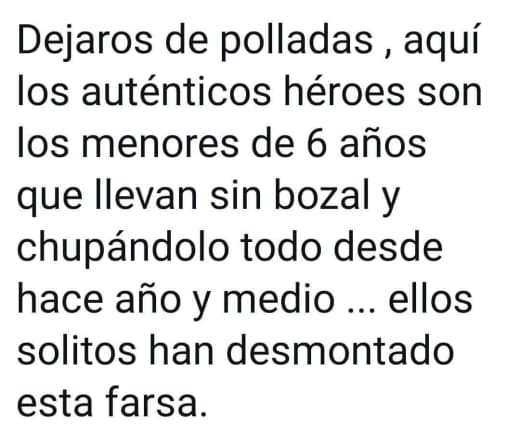 Dejaros de polladas , aquí
los auténticos héroes son
los menores de 6 años
que llevan sin bozal y
chupándolo todo desde
hace año y medio ... ellos
solitos han desmontado
esta farsa.